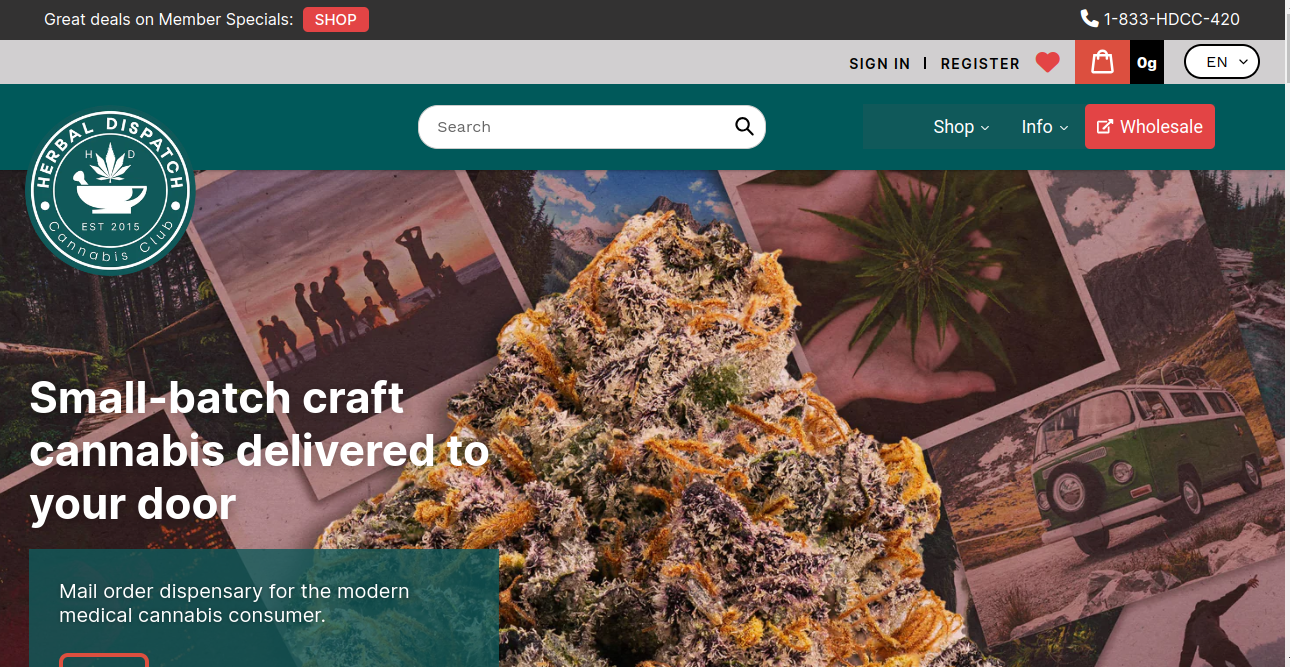 Great deals on Member Specials: SHOP
1-833-HDCC-420
SIGN IN | REGISTER
0g
EN
HERBAL DISPATCH
H D
EST 2015
Cannabis Club
Search
Shop
Info
Wholesale
Small-batch craft
cannabis delivered to
your door
Mail order dispensary for the modern
medical cannabis consumer.